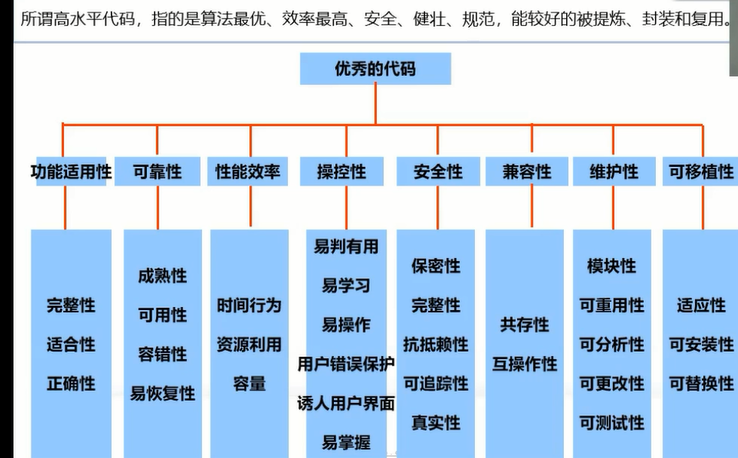 所谓高水平代码，指的是算法最优、效率最高、安全、健壮、规范，能较好的被提炼、封装和复用。
优秀的代码
功能适用性
可靠性
性能效率
操控性
安全性
兼容性
维护性
可移植性
完整性
适合性
正确性
成熟性
可用性
容错性
易恢复性
时间行为
资源利用
容量
易判有用
易学习
易操作
用户错误保护
诱人用户界面
易掌握
保密性
完整性
抗抵赖性
可追踪性
真实性
共存性
互操作性
模块性
可重用性
可分析性
可更改性
可测试性
适应性
可安装性
可替换性